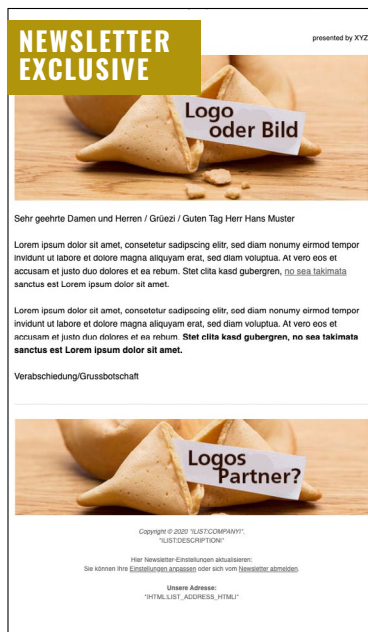 NEWSLETTER
EXCLUSIVE
presented by XYZ
Logo
oder Bild
Sehr geehrte Damen und Herren / Grüezi / Guten Tag Herr Hans Muster
Lorem ipsum dolor sit amet, consetetur sadipscing elitr, sed diam nonumy eirmod tempor
invidunt ut labore et dolore magna aliquyam erat, sed diam voluptua. At vero eos et
accusam et justo duo dolores et ea rebum. Stet clita kasd gubergren, no sea takimata
sanctus est Lorem ipsum dolor sit amet.
Lorem ipsum dolor sit amet, consetetur sadipscing elitr, sed diam nonumy eirmod tempor
invidunt ut labore et dolore magna aliquyam erat, sed diam voluptua. At vero eos et
accusam et justo duo dolores et ea rebum. Stet clita kasd gubergren, no sea takimata
sanctus est Lorem ipsum dolor sit amet.
Verabschiedung/Grussbotschaft
Logos
Partner?
Copyright © 2020 *|LIST:COMPANY|*.
*|LIST:DESCRIPTION|*
Hier Newsletter-Einstellungen aktualisieren:
Sie können Ihre Einstellungen anpassen oder sich vom Newsletter abmelden.
Unsere Adresse:
*|HTML:LIST_ADDRESS_HTML|*